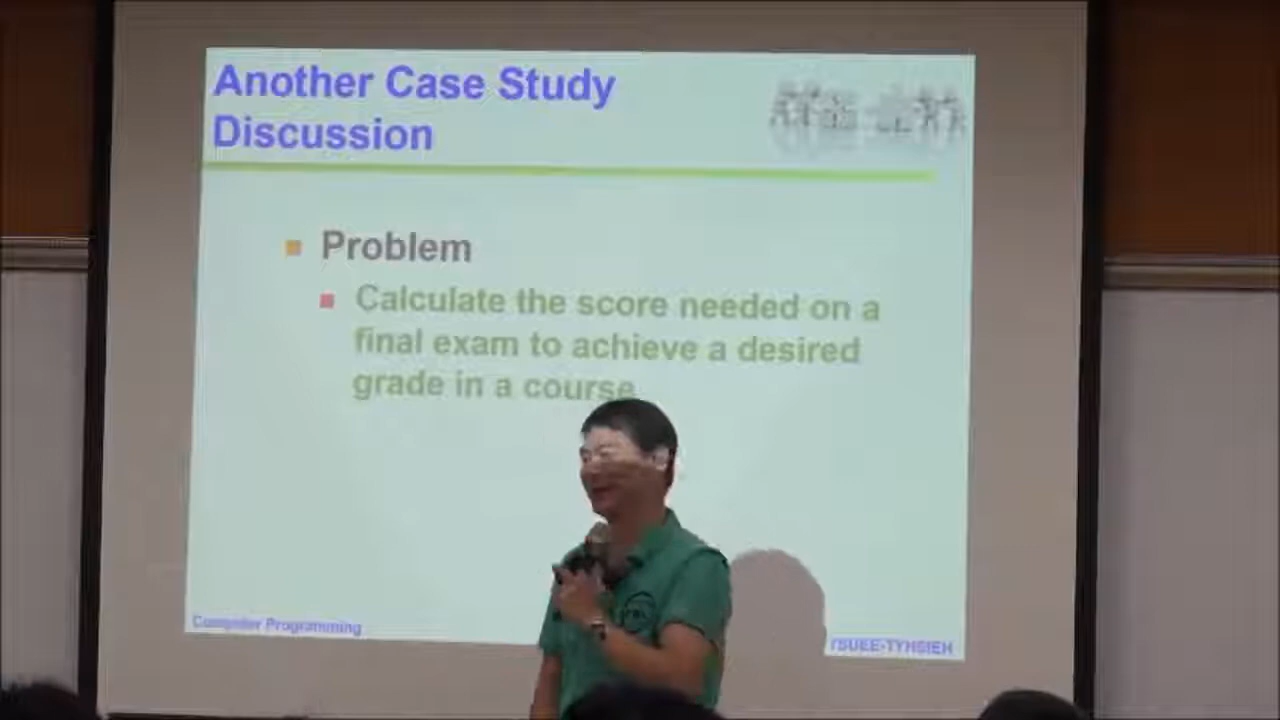 Another Case Study
Discussion
Problem
Calculate the score needed on a
final exam to achieve a desired
grade in a course
Computer Programming
YSUEE-TYHSIEH